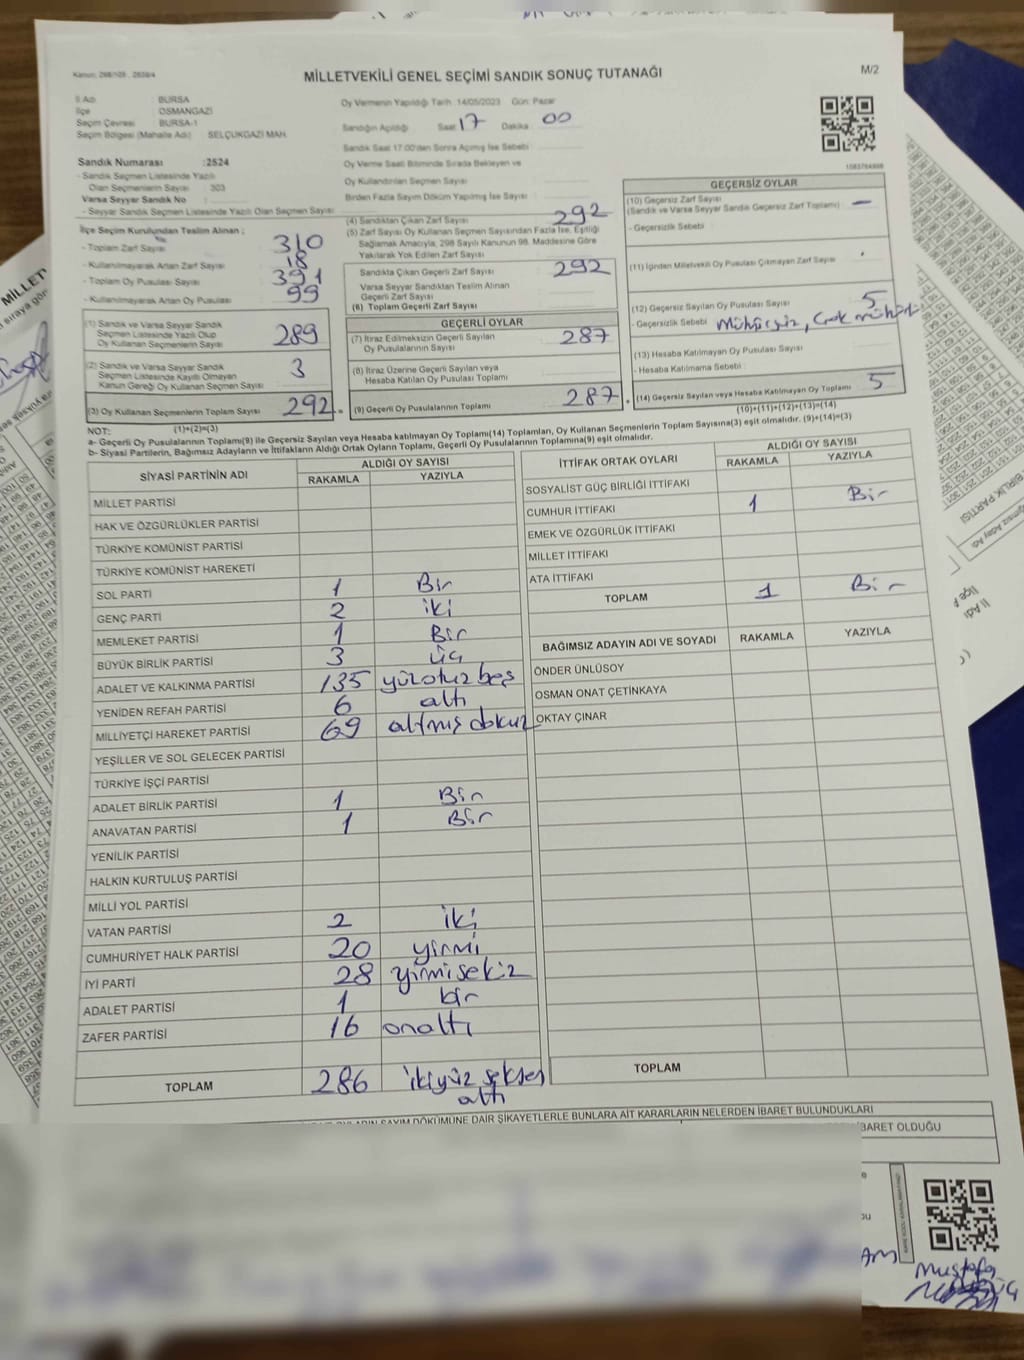 Kanun: 298/105 , 2839/4
MİLLETVEKİLİ GENEL SEÇİMİ SANDIK SONUÇ TUTANAĞI
M/2
İl Adı : BURSA
İlçe : OSMANGAZİ
Seçim Çevresi : BURSA-1
Seçim Bölgesi (Mahalle Adı) : SELÇUKGAZİ MAH.
Oy Vermenin Yapıldığı Tarih :14/05/2023 Gün: Pazar
Sandığın Açıldığı Saat 17 Dakika 00
Sandık Saat 17:00'den Sonra Açılmış İse Sebebi :
Oy Verme Saati Bitiminde Sırada Bekleyen ve
Oy Kullandırılan Seçmen Sayısı :
Birden Fazla Sayım Döküm Yapılmış İse Sayısı :
Sandık Numarası :2524
- Sandık Seçmen Listesinde Yazılı
Olan Seçmenlerin Sayısı : 303
Varsa Seyyar Sandık No :
- Seyyar Sandık Seçmen Listesinde Yazılı Olan Seçmen Sayısı :
İlçe Seçim Kurulundan Teslim Alınan ;
- Toplam Zarf Sayısı : 310
- Kullanılmayarak Artan Zarf Sayısı : 18
- Toplam Oy Pusulası Sayısı : 391
- Kullanılmayarak Artan Oy Pusulası : 99
(1) Sandık ve Varsa Seyyar Sandık
Seçmen Listesinde Yazılı Olup
Oy Kullanan Seçmenlerin Sayısı : 289
(2) Sandık ve Varsa Seyyar Sandık
Seçmen Listesinde Kayıtlı Olmayan
Kanun Gereği Oy Kullanan Seçmen Sayısı : 3
(3) Oy Kullanan Seçmenlerin Toplam Sayısı : 292 =
(1)+(2)=(3)
(4) Sandıktan Çıkan Zarf Sayısı : 292
(5) Zarf Sayısı Oy Kullanan Seçmen Sayısından Fazla İse, Eşitliği
Sağlamak Amacıyla, 298 Sayılı Kanunun 98. Maddesine Göre
Yakılarak Yok Edilen Zarf Sayısı :
Sandıkta Çıkan Geçerli Zarf Sayısı : 292
Varsa Seyyar Sandıktan Teslim Alınan
Geçerli Zarf Sayısı :
(6) Toplam Geçerli Zarf Sayısı :
GEÇERLİ OYLAR
(7) İtiraz Edilmeksizin Geçerli Sayılan
Oy Pusulalarının Sayısı : 287
(8) İtiraz Üzerine Geçerli Sayılan veya
Hesaba Katılan Oy Pusulası Toplamı :
(9) Geçerli Oy Pusulalarının Toplamı : 287 +
1083764808
GEÇERSİZ OYLAR
(10) Geçersiz Zarf Sayısı
(Sandık ve Varsa Seyyar Sandık Geçersiz Zarf Toplamı) : —
- Geçersizlik Sebebi :
(11) İçinden Milletvekili Oy Pusulası Çıkmayan Zarf Sayısı :
(12) Geçersiz Sayılan Oy Pusulası Sayısı : 5
- Geçersizlik Sebebi : Mühürsüz, Çok mühür
(13) Hesaba Katılmayan Oy Pusulası Sayısı :
- Hesaba Katılmama Sebebi :
(14) Geçersiz Sayılan veya Hesaba Katılmayan Oy Toplamı : 5
(10)+(11)+(12)+(13)=(14)
NOT:
a- Geçerli Oy Pusulalarının Toplamı(9) ile Geçersiz Sayılan veya Hesaba katılmayan Oy Toplamı(14) Toplamları, Oy Kullanan Seçmenlerin Toplam Sayısına(3) eşit olmalıdır. (9)+(14)=(3)
b- Siyasi Partilerin, Bağımsız Adayların ve İttifakların Aldığı Ortak Oyların Toplamı, Geçerli Oy Pusulalarının Toplamına(9) eşit olmalıdır.
SİYASİ PARTİNİN ADI ALDIĞI OY SAYISI
RAKAMLA YAZIYLA
MİLLET PARTİSİ
HAK VE ÖZGÜRLÜKLER PARTİSİ
TÜRKİYE KOMÜNİST PARTİSİ
TÜRKİYE KOMÜNİST HAREKETİ
SOL PARTİ 1 Bir
GENÇ PARTİ 2 iki
MEMLEKET PARTİSİ 1 Bir
BÜYÜK BİRLİK PARTİSİ 3 üç
ADALET VE KALKINMA PARTİSİ 135 yüzotuz beş
YENİDEN REFAH PARTİSİ 6 altı
MİLLİYETÇİ HAREKET PARTİSİ 69 altmış dokuz
YEŞİLLER VE SOL GELECEK PARTİSİ
TÜRKİYE İŞÇİ PARTİSİ
ADALET BİRLİK PARTİSİ 1 Bir
ANAVATAN PARTİSİ 1 Bir
YENİLİK PARTİSİ
HALKIN KURTULUŞ PARTİSİ
MİLLİ YOL PARTİSİ
VATAN PARTİSİ 2 iki
CUMHURİYET HALK PARTİSİ 20 yirmi
İYİ PARTİ 28 yirmisekiz
ADALET PARTİSİ 1 bir
ZAFER PARTİSİ 16 onaltı
TOPLAM 286 ikiyüz seksen
altı
İTTİFAK ORTAK OYLARI ALDIĞI OY SAYISI
RAKAMLA YAZIYLA
SOSYALİST GÜÇ BİRLİĞİ İTTİFAKI
CUMHUR İTTİFAKI 1 Bir
EMEK VE ÖZGÜRLÜK İTTİFAKI
MİLLET İTTİFAKI
ATA İTTİFAKI
TOPLAM 1 Bir
BAĞIMSIZ ADAYIN ADI VE SOYADI RAKAMLA YAZIYLA
ÖNDER ÜNLÜSOY
OSMAN ONAT ÇETİNKAYA
OKTAY ÇINAR
TOPLAM
SAYIM DÖKÜMÜNE DAİR ŞİKAYETLERLE BUNLARA AİT KARARLARIN NELERDEN İBARET BULUNDUKLARI
İBARET OLDUĞU
Mustafa